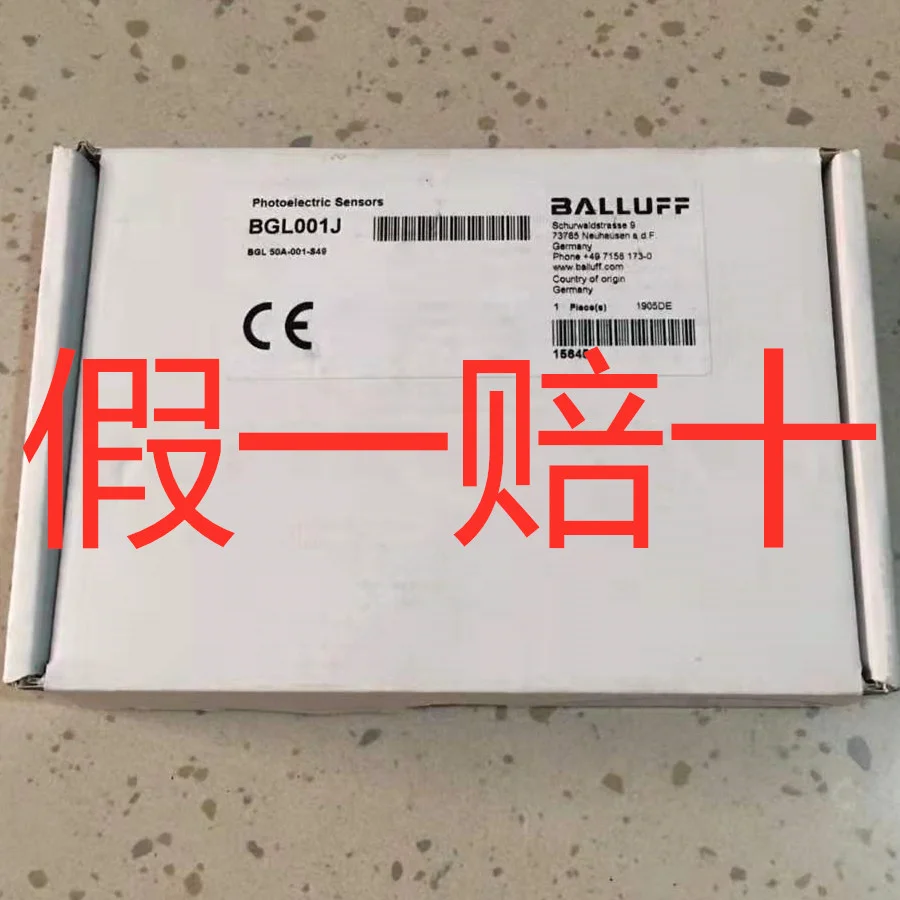 Photoelectric Sensors
BGL001J
BGL 50A-001-S49
BALLUFF
Schurwaldstrasse 9
73765 Neuhausen a.d.F
Germany
Phone +49 7158 173-0
www.balluff.com
Country of origin
Germany
1 Piece(s) 1905DE
CE
假一赔十